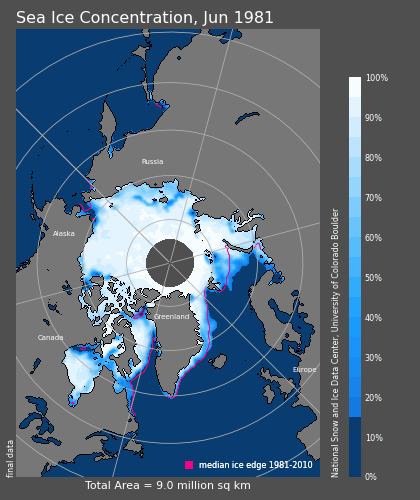 Sea Ice Concentration, Jun 1981
Russia
Alaska
Greenland
Canada
Europe
median ice edge 1981-2010
final data
Total Area = 9.0 million sq km
100%
90%
80%
70%
60%
50%
40%
30%
20%
10%
0%
National Snow and Ice Data Center, University of Colorado Boulder